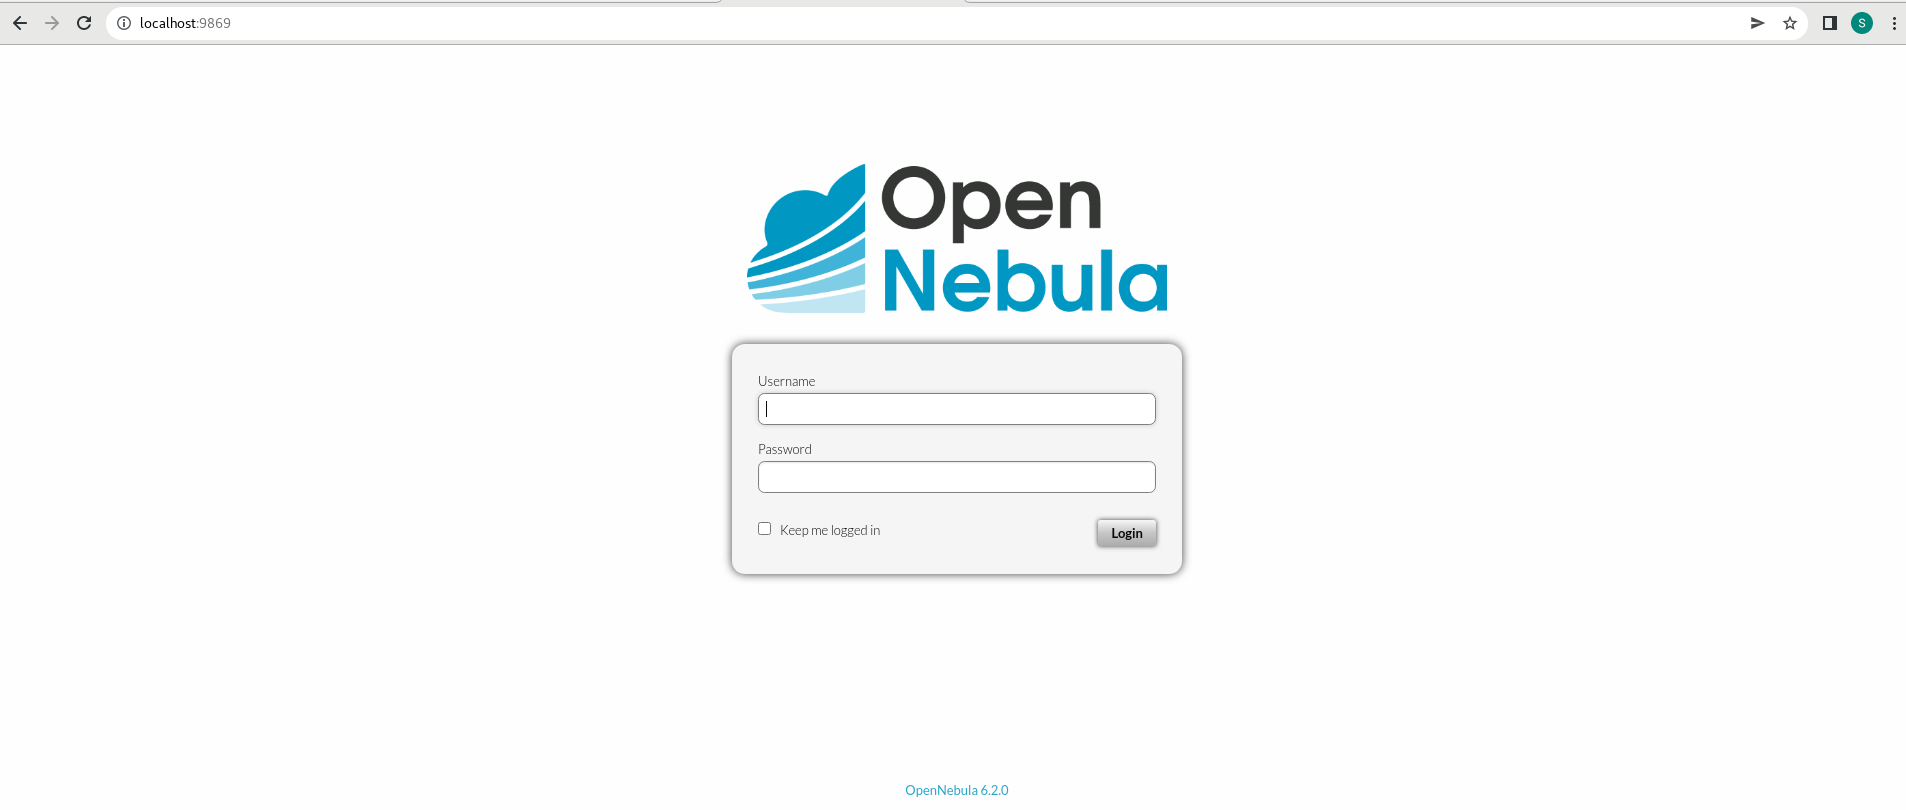 localhost:9869
S
Open
Nebula
Username
Password
Keep me logged in
Login
OpenNebula 6.2.0